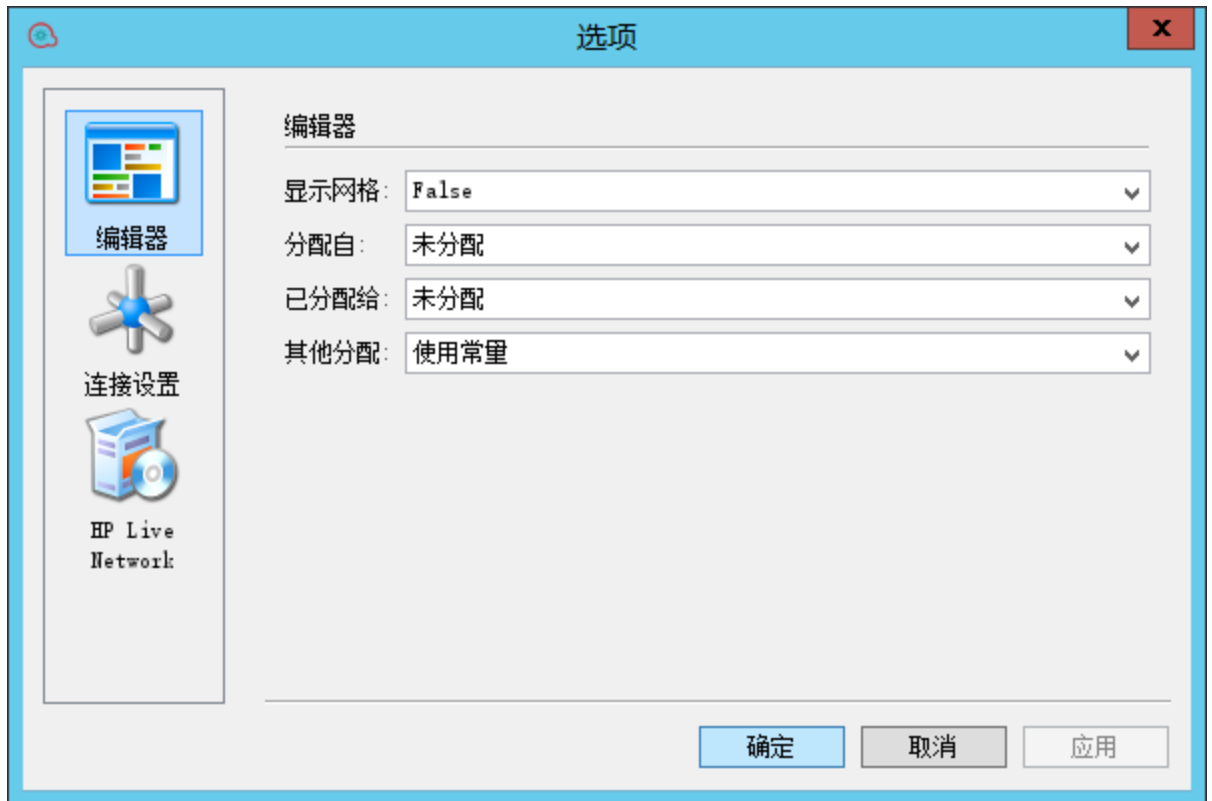 选项
编辑器
连接设置
HP Live
Network
编辑器
显示网格: False
分配自: 未分配
已分配给: 未分配
其他分配: 使用常量
确定 取消 应用